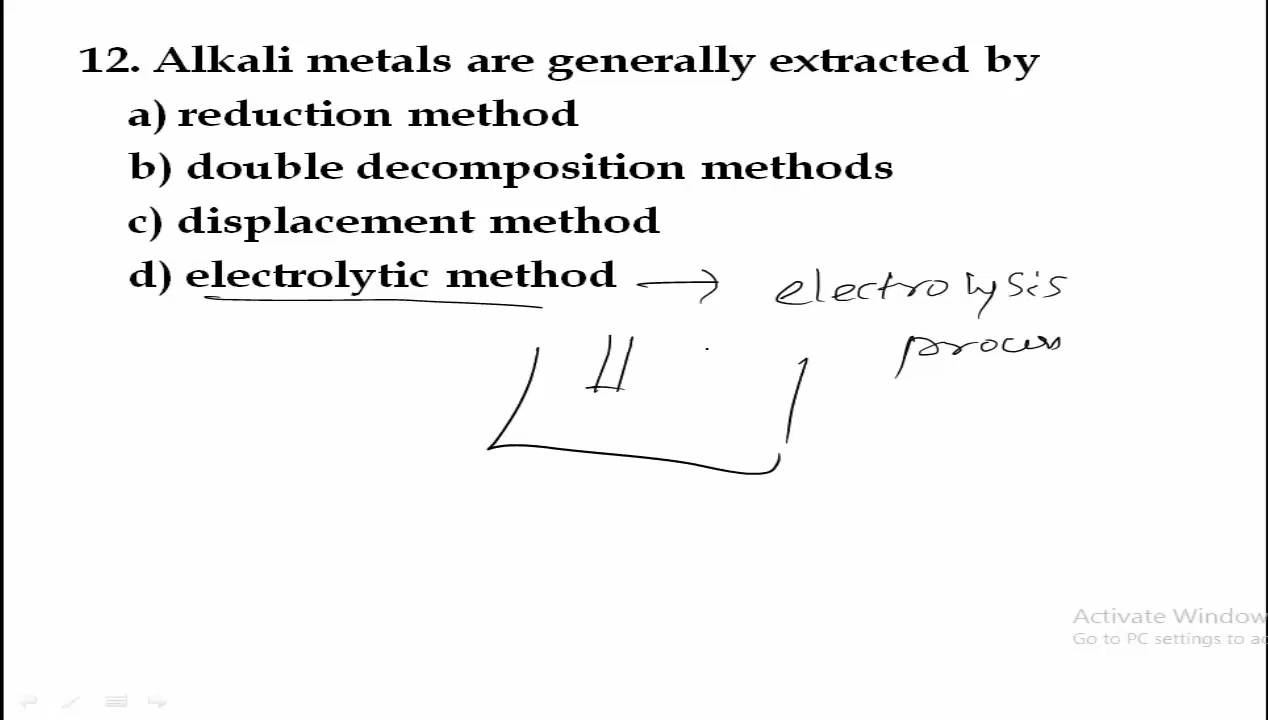 12. Alkali metals are generally extracted by
a) reduction method
b) double decomposition methods
c) displacement method
d) electrolytic method → electrolysis
process
Activate Window
Go to PC settings to ac